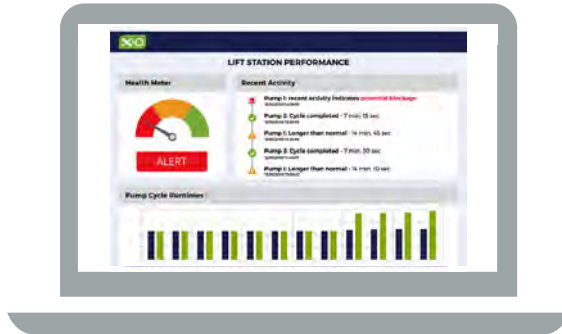 XiO
LIFT STATION PERFORMANCE
Health Meter
Recent Activity
Pump 1: recent activity indicates potential blockage
Pump 2: Cycle completed - 7 min. 15 sec
Pump 1: Longer than normal - 14 min. 45 sec
Pump 2: Cycle completed - 7 min. 30 sec
Pump 1: Longer than normal - 14 min. 10 sec
ALERT
Pump Cycle Runtimes